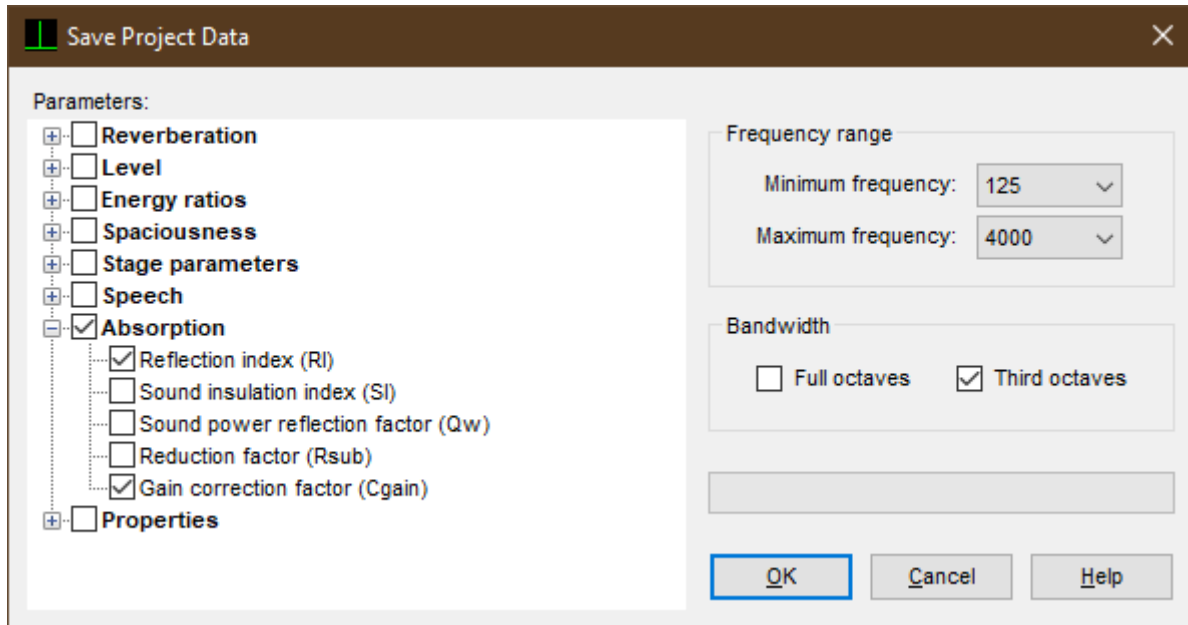 Save Project Data
Parameters:
Reverberation
Level
Energy ratios
Spaciousness
Stage parameters
Speech
Absorption
Reflection index (RI)
Sound insulation index (SI)
Sound power reflection factor (Qw)
Reduction factor (Rsub)
Gain correction factor (Cgain)
Properties
Frequency range
Minimum frequency: 125
Maximum frequency: 4000
Bandwidth
Full octaves Third octaves
OK Cancel Help